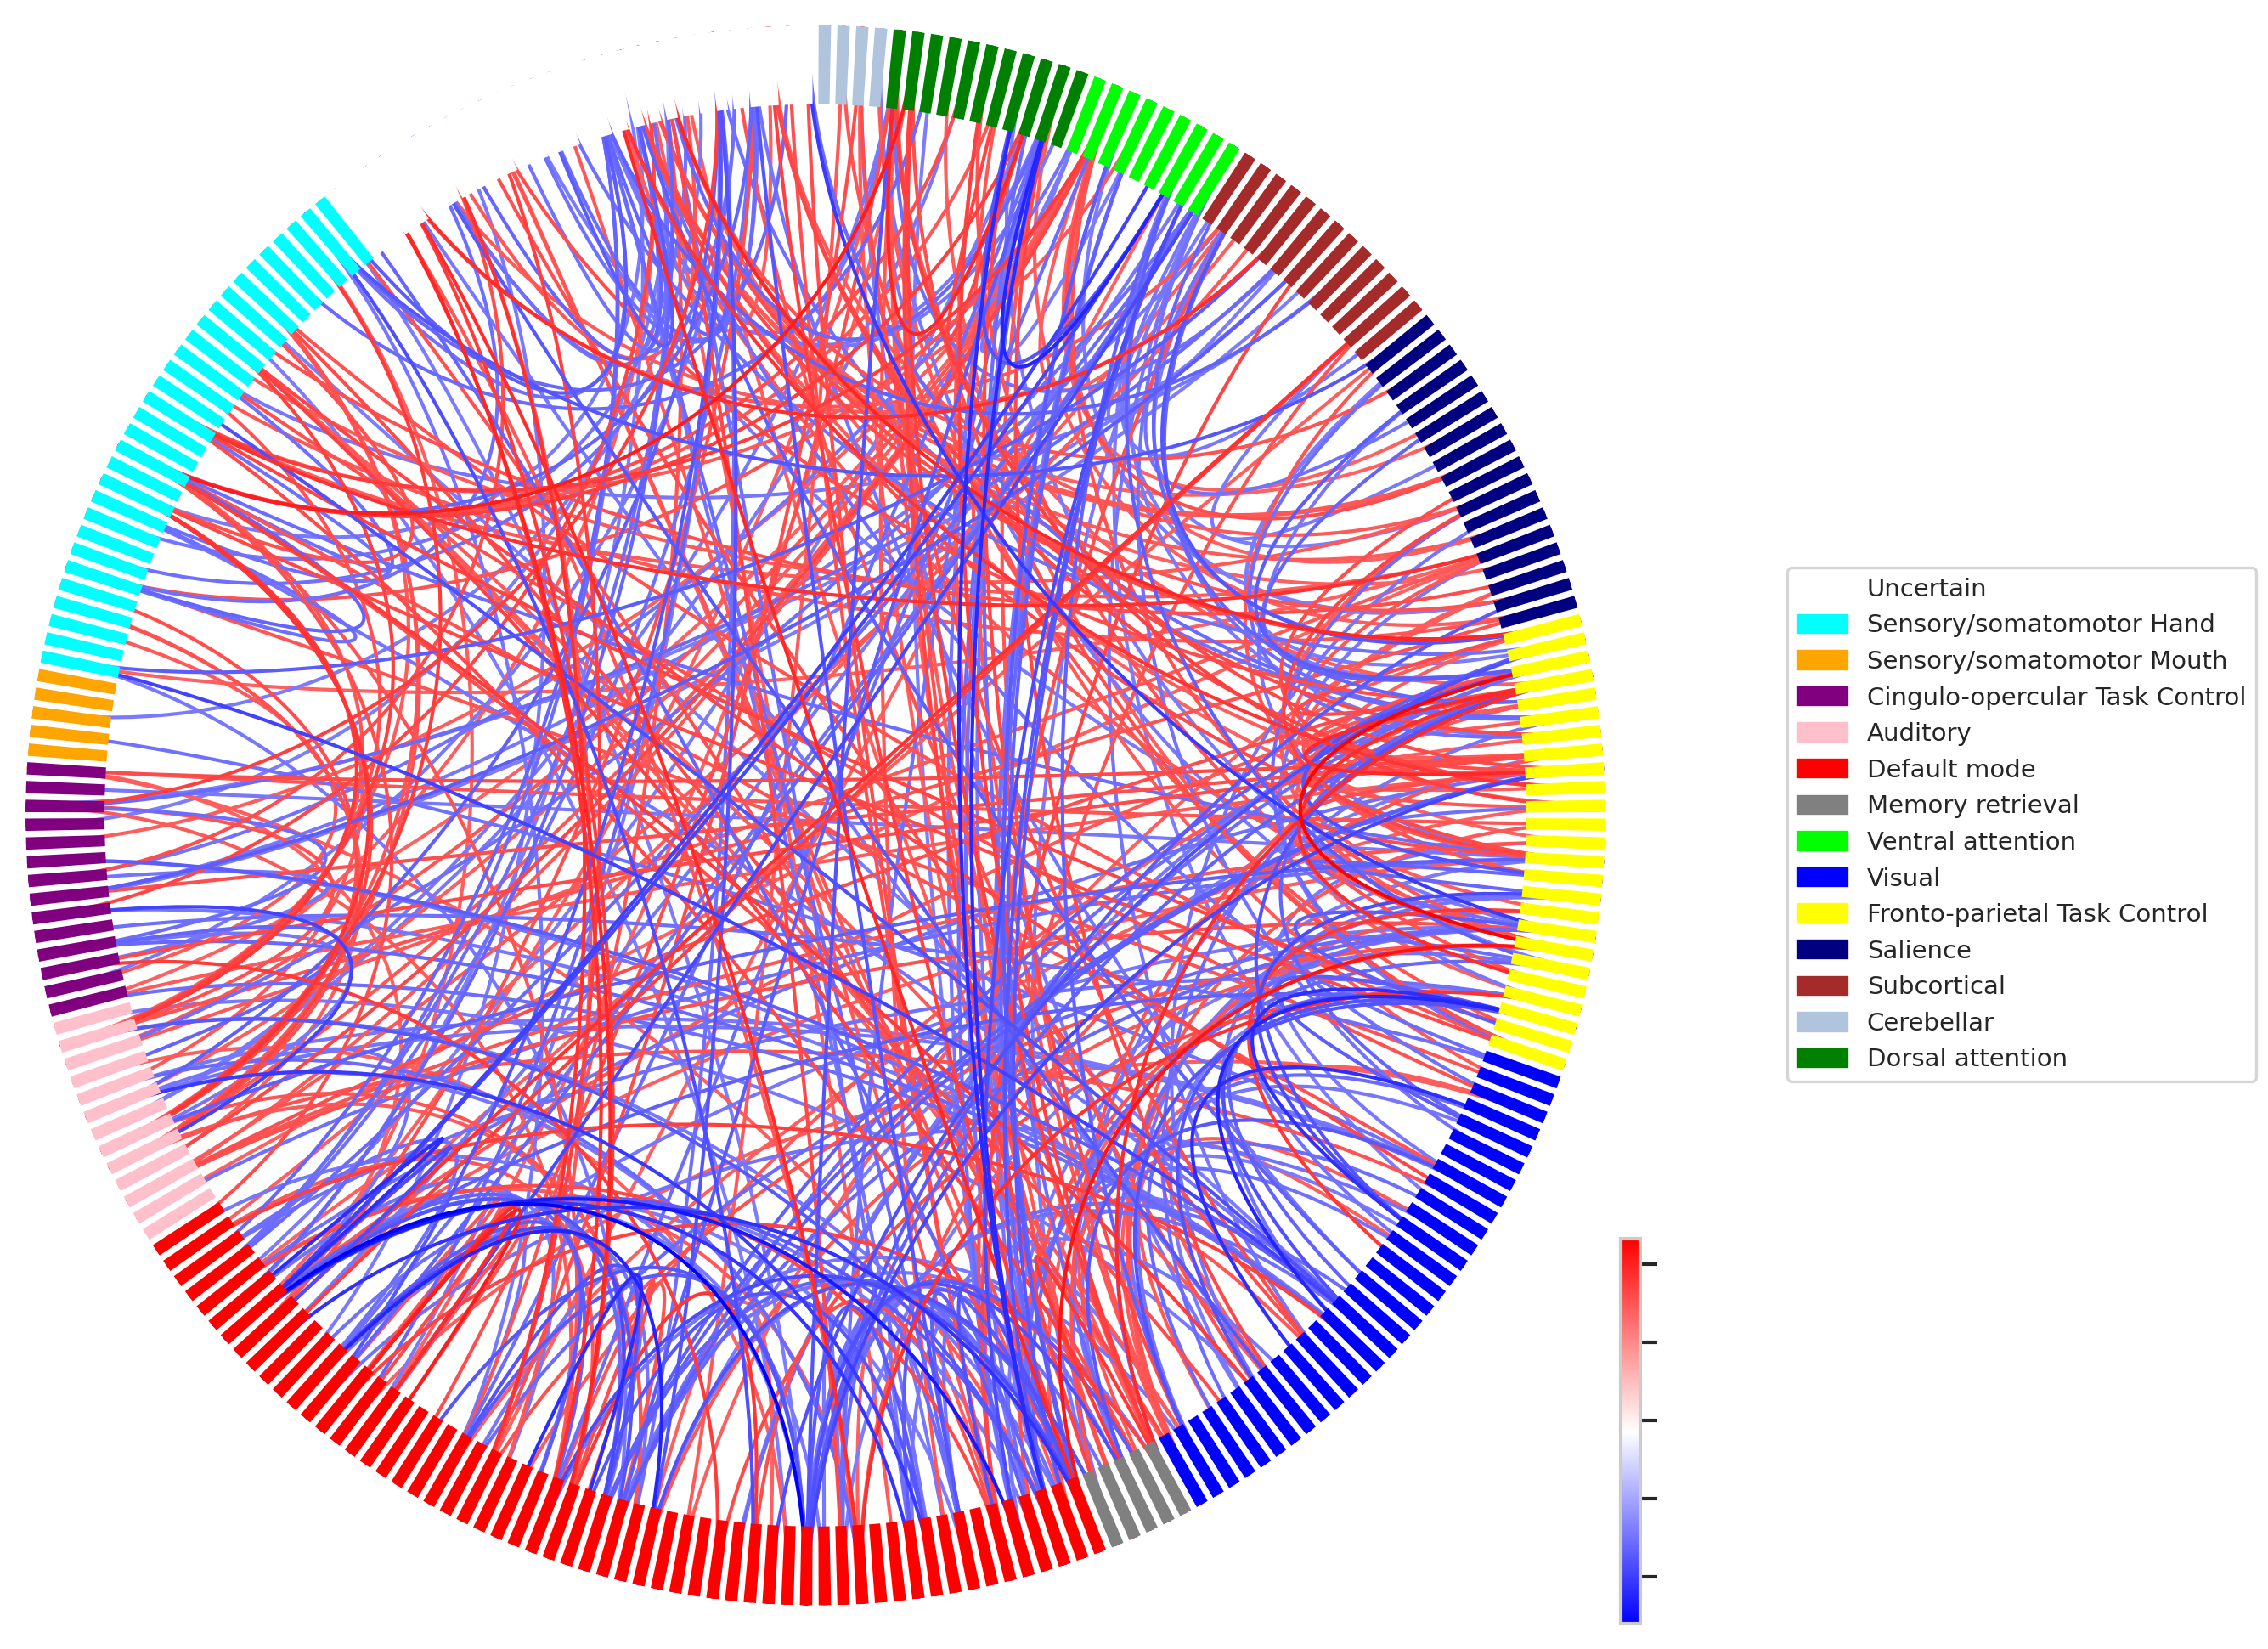 Uncertain
Sensory/somatomotor Hand
Sensory/somatomotor Mouth
Cingulo-opercular Task Control
Auditory
Default mode
Memory retrieval
Ventral attention
Visual
Fronto-parietal Task Control
Salience
Subcortical
Cerebellar
Dorsal attention